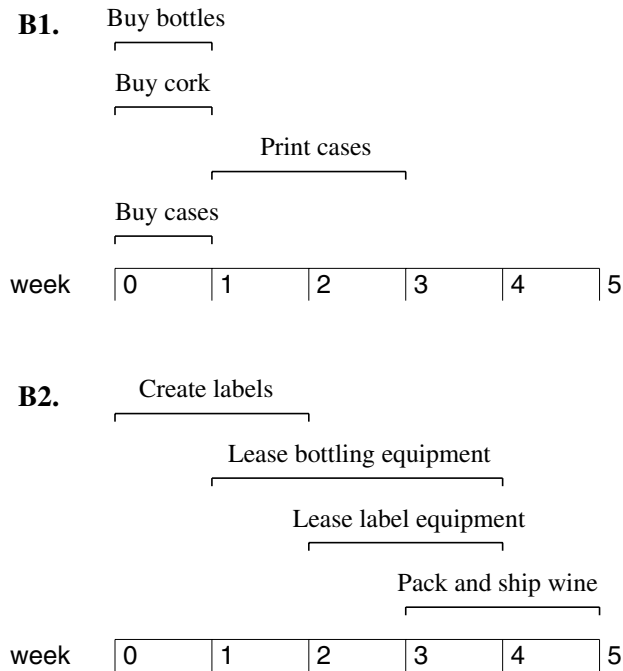 B1. Buy bottles
Buy cork
Print cases
Buy cases
week 0 1 2 3 4 5
B2. Create labels
Lease bottling equipment
Lease label equipment
Pack and ship wine
week 0 1 2 3 4 5